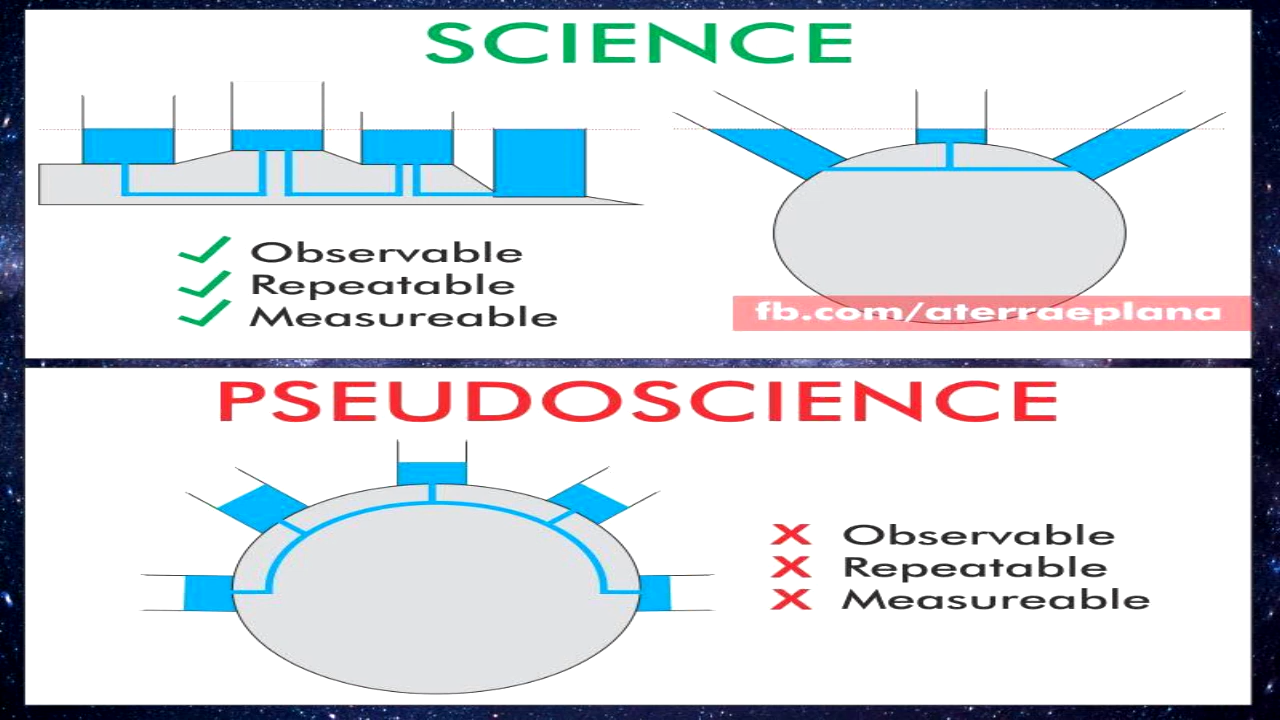 SCIENCE
Observable
Repeatable
Measureable
fb.com/aterraeplana
PSEUDOSCIENCE
Observable
Repeatable
Measureable